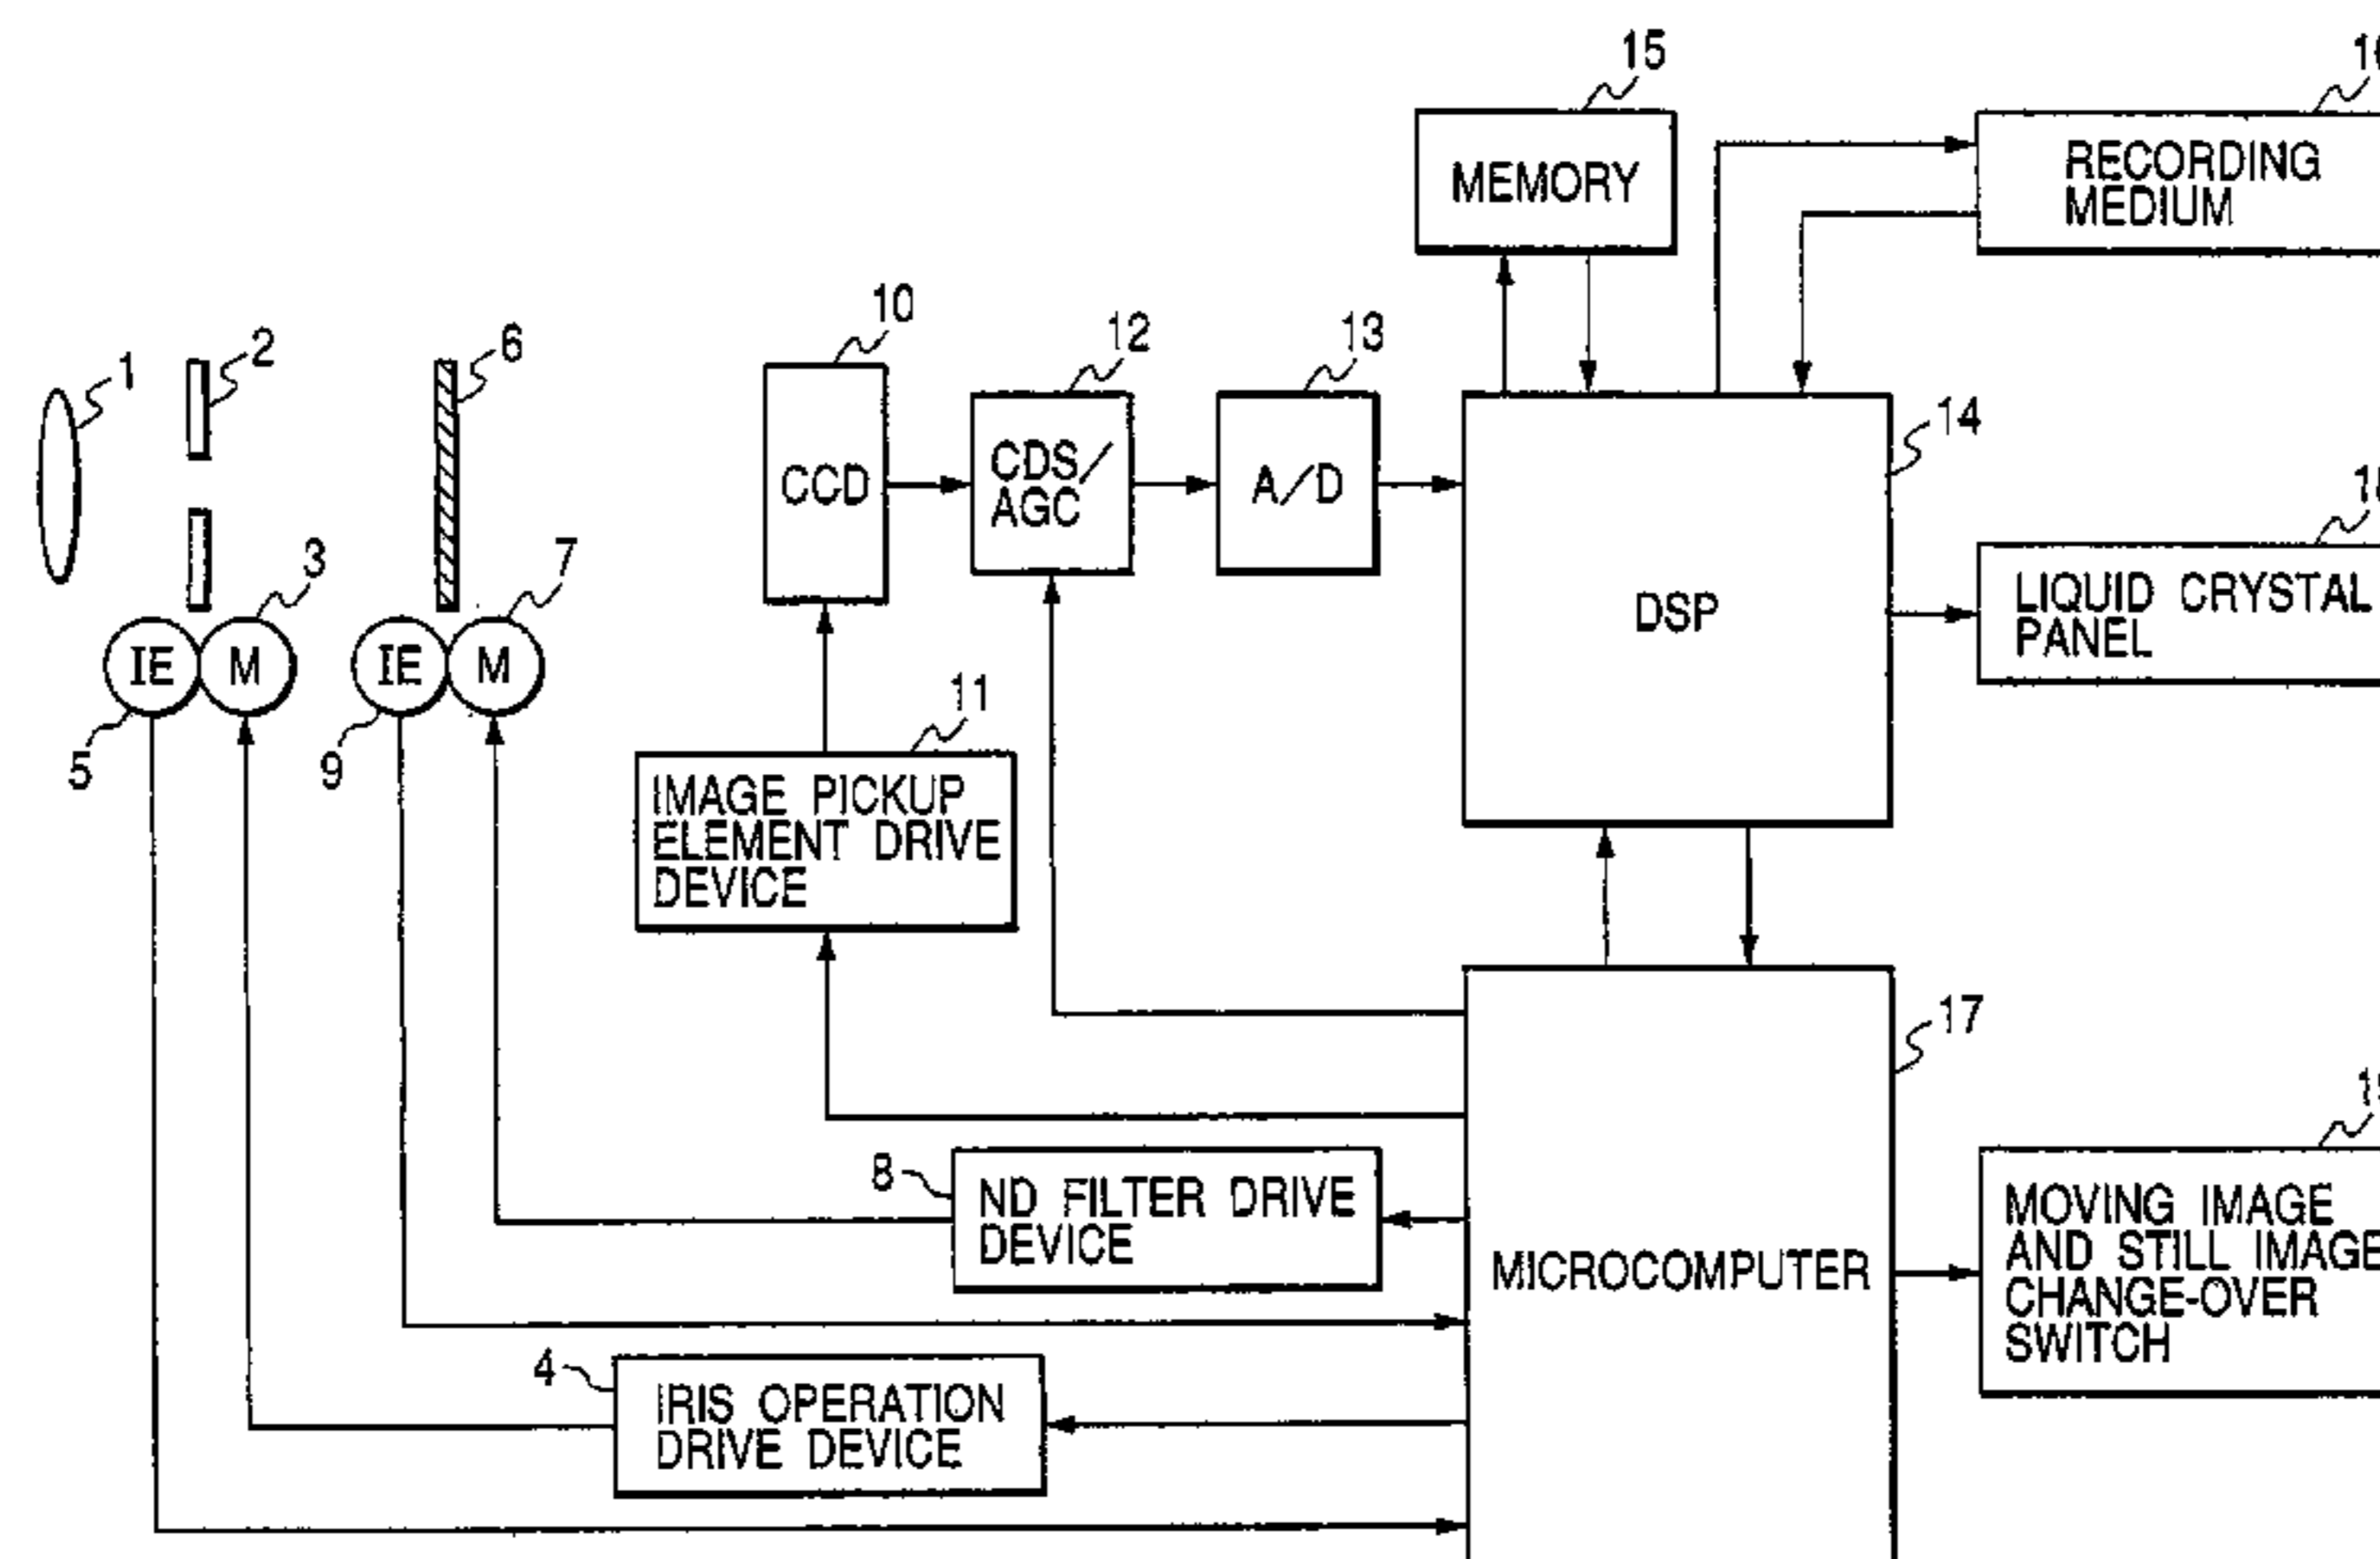 15
MEMORY
RECORDING
MEDIUM
10
12
13
1
2
6
14
CCD
CDS/
AGC
A/D
DSP
3
7
LIQUID CRYSTAL
PANEL
IE
M
IE
M
5
9
11
IMAGE PICKUP
ELEMENT DRIVE
DEVICE
17
8
ND FILTER DRIVE
DEVICE
MICROCOMPUTER
MOVING IMAGE
AND STILL IMAGE
CHANGE-OVER
SWITCH
4
IRIS OPERATION
DRIVE DEVICE